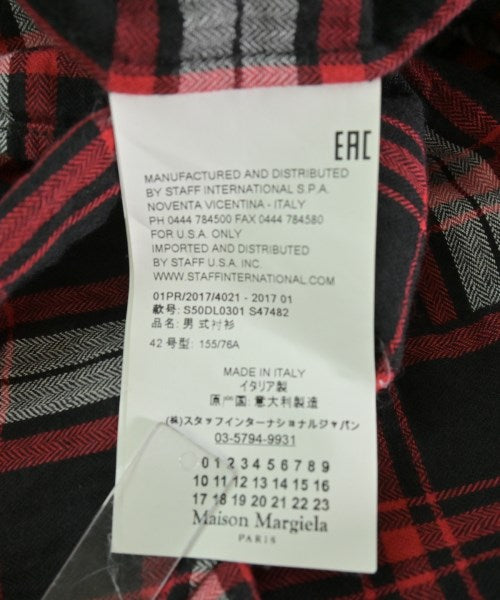 EAC
MANUFACTURED AND DISTRIBUTED
BY STAFF INTERNATIONAL S.P.A.
NOVENTA VICENTINA - ITALY
PH 0444 784500 FAX 0444 784580
FOR U.S.A. ONLY
IMPORTED AND DISTRIBUTED
BY STAFF U.S.A. INC.
WWW.STAFFINTERNATIONAL.COM
01PR/2017/4021 - 2017 01
款号: S50DL0301 S47482
品名: 男式衬衫
42 号型: 155/76A
MADE IN ITALY
イタリア製
原产国: 意大利製造
(株)スタッフインターナショナルジャパン
03-5794-9931
0 1 2 3 4 5 6 7 8 9
10 11 12 13 14 15 16
17 18 19 20 21 22 23
Maison Margiela
PARIS